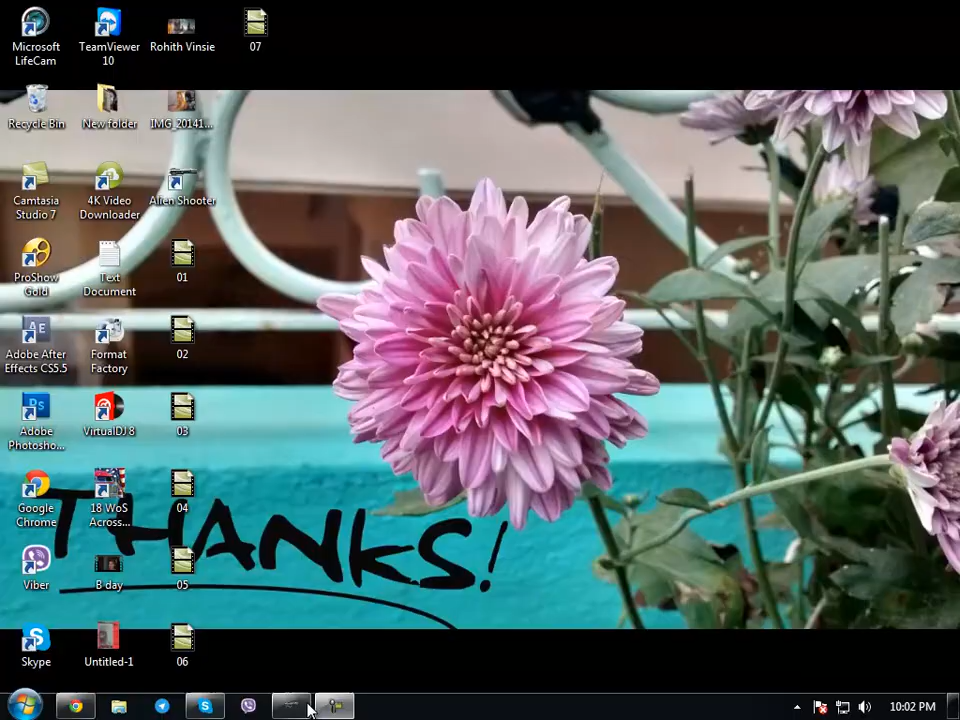 Microsoft LifeCam
TeamViewer 10
Rohith Vinsie
07
Recycle Bin
New folder
IMG_20141...
Camtasia Studio 7
4K Video Downloader
Alien Shooter
ProShow Gold
Text Document
01
AE
Adobe After Effects CS5.5
Format Factory
02
Ps
Adobe Photosho...
VirtualDJ 8
03
Google Chrome
18 WoS Across...
04
THANKS!
Viber
B day
05
Skype
Untitled-1
06
10:02 PM